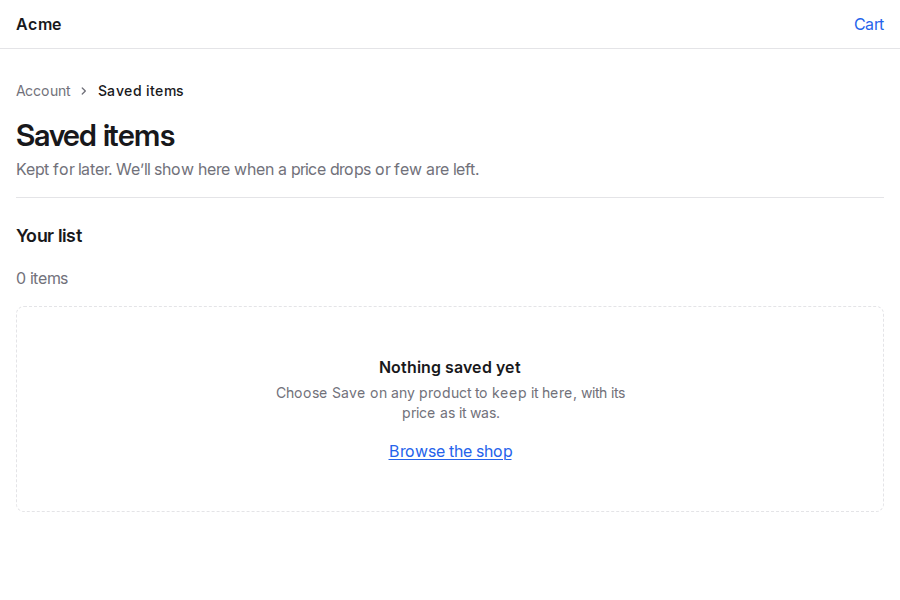 Acme
Cart
Account
Saved items
Saved items
Kept for later. We’ll show here when a price drops or few are left.
Your list
0 items
Nothing saved yet
Choose Save on any product to keep it here, with its
price as it was.
Browse the shop